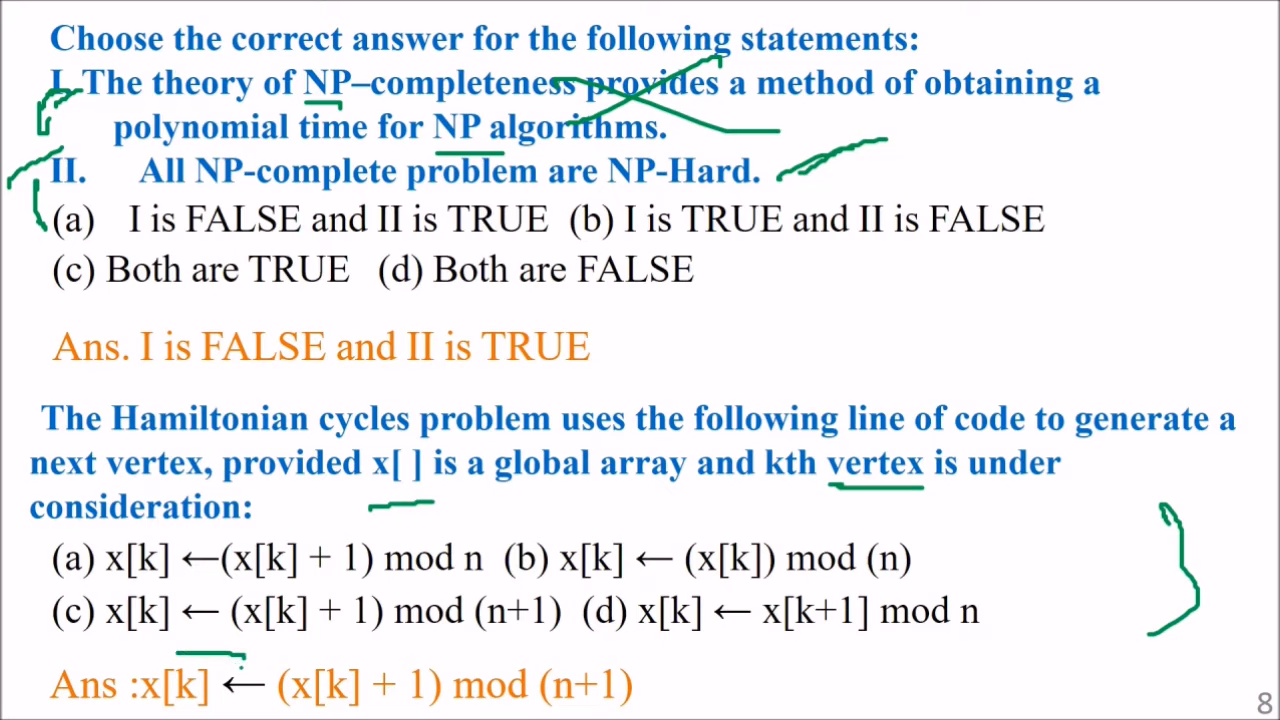 Choose the correct answer for the following statements:
I. The theory of NP–completeness provides a method of obtaining a
polynomial time for NP algorithms.
II. All NP-complete problem are NP-Hard.
(a) I is FALSE and II is TRUE (b) I is TRUE and II is FALSE
(c) Both are TRUE (d) Both are FALSE
Ans. I is FALSE and II is TRUE
The Hamiltonian cycles problem uses the following line of code to generate a
next vertex, provided x[ ] is a global array and kth vertex is under
consideration:
(a) x[k] ←(x[k] + 1) mod n (b) x[k] ← (x[k]) mod (n)
(c) x[k] ← (x[k] + 1) mod (n+1) (d) x[k] ← x[k+1] mod n
Ans :x[k] ← (x[k] + 1) mod (n+1)
8